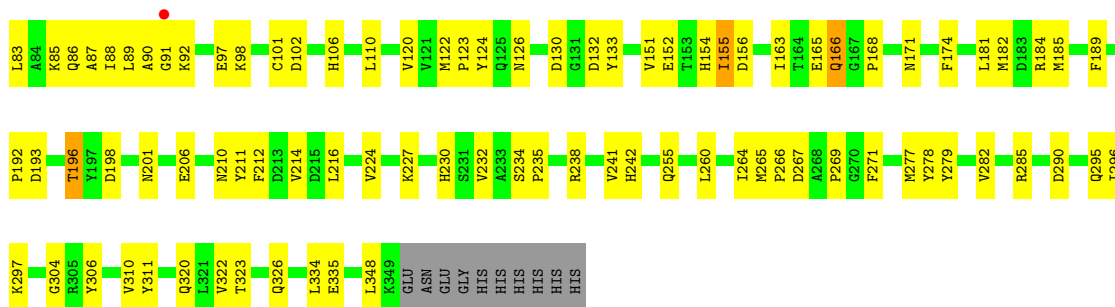 L83 A84 K85 Q86 A87 I88 L89 A90 G91 K92 E97 K98 C101 D102 H106 L110 V120 V121 M122 P123 Y124 Q125 N126 D130 G131 D132 Y133 V151 E152 T153 H154 I155 D156 I163 T164 E165 Q166 G167 P168 N171 F174 L181 M182 D183 R184 M185 F189
P192 D193 T196 Y197 D198 N201 E206 N210 Y211 F212 D213 V214 D215 L216 V224 K227 H230 S231 V232 A233 S234 P235 R238 V241 H242 Q255 L260 I264 M265 P266 D267 A268 P269 G270 F271 M277 Y278 Y279 V282 R285 D290 Q295 I296
K297 G304 R305 Y306 V310 Y311 Q320 L321 V322 T323 Q326 L334 E335 L348 K349 GLU ASN GLU GLY HIS HIS HIS HIS HIS HIS